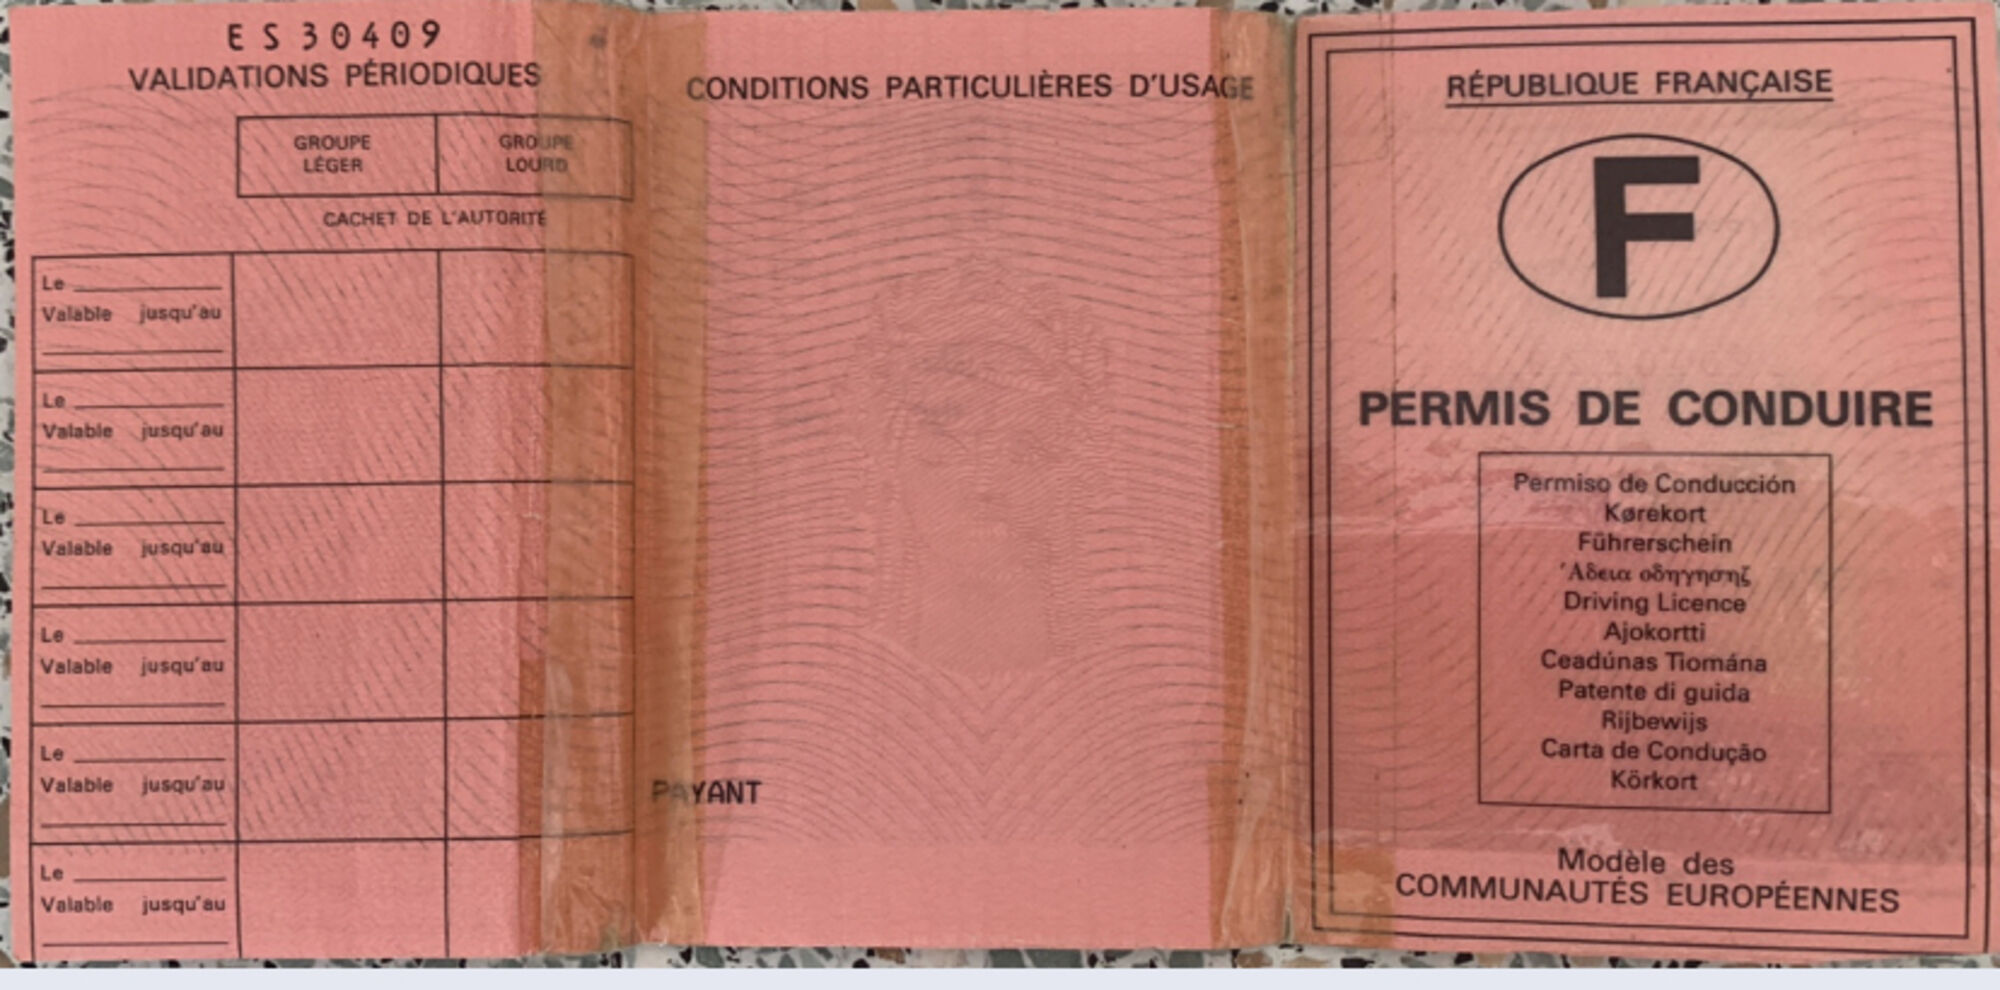 ES30409
VALIDATIONS PÉRIODIQUES
GROUPE
LÉGER
GROUPE
LOURD
CACHET DE L'AUTORITÉ
Le
Valable jusqu'au
Le
Valable jusqu'au
Le
Valable jusqu'au
Le
Valable jusqu'au
Le
Valable jusqu'au
Le
Valable jusqu'au
CONDITIONS PARTICULIÈRES D'USAGE
PAYANT
RÉPUBLIQUE FRANÇAISE
F
PERMIS DE CONDUIRE
Permiso de Conducción
Kørekort
Führerschein
Άδεια οδηγησηζ
Driving Licence
Ajokortti
Ceadúnas Tiomána
Patente di guida
Rijbewijs
Carta de Condução
Körkort
Modèle des
COMMUNAUTÉS EUROPÉENNES